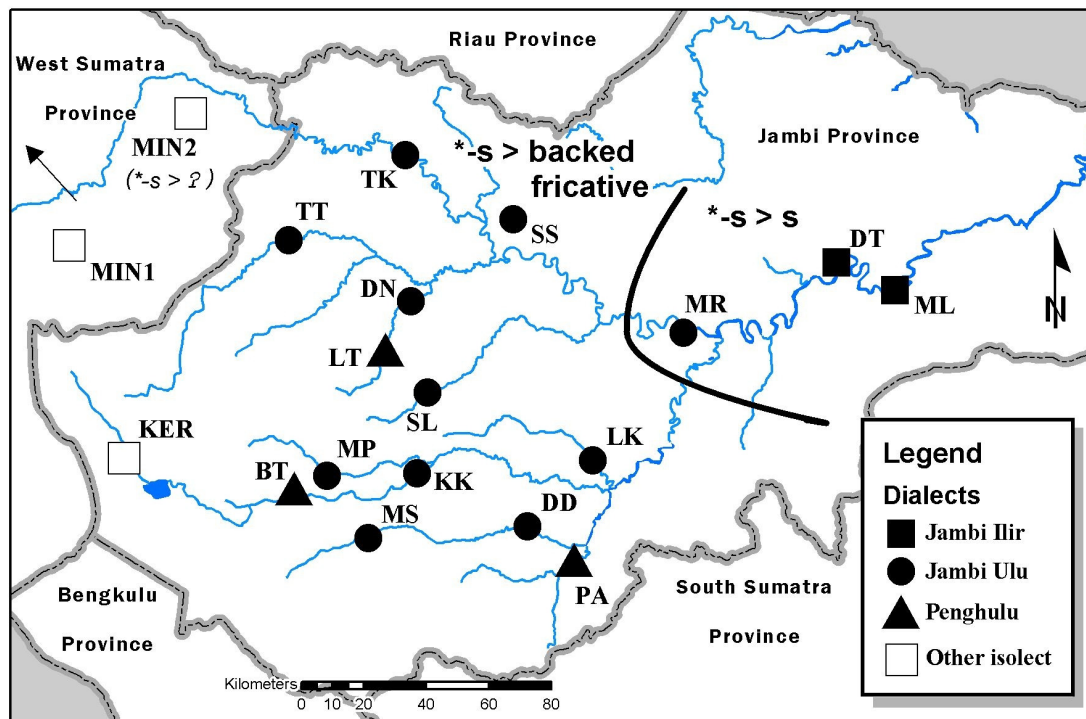 Riau Province
West Sumatra
Province
Jambi Province
MIN2
(*-s > ʔ)
*-s > backed
fricative
TK
*-s > s
TT
SS
DT
MIN1
ML
DN
MR
N
LT
SL
KER
LK
BT
MP
KK
MS
DD
PA
Bengkulu
Province
South Sumatra
Province
Legend
Dialects
Jambi Ilir
Jambi Ulu
Penghulu
Other isolect
Kilometers
0 10 20 40 60 80